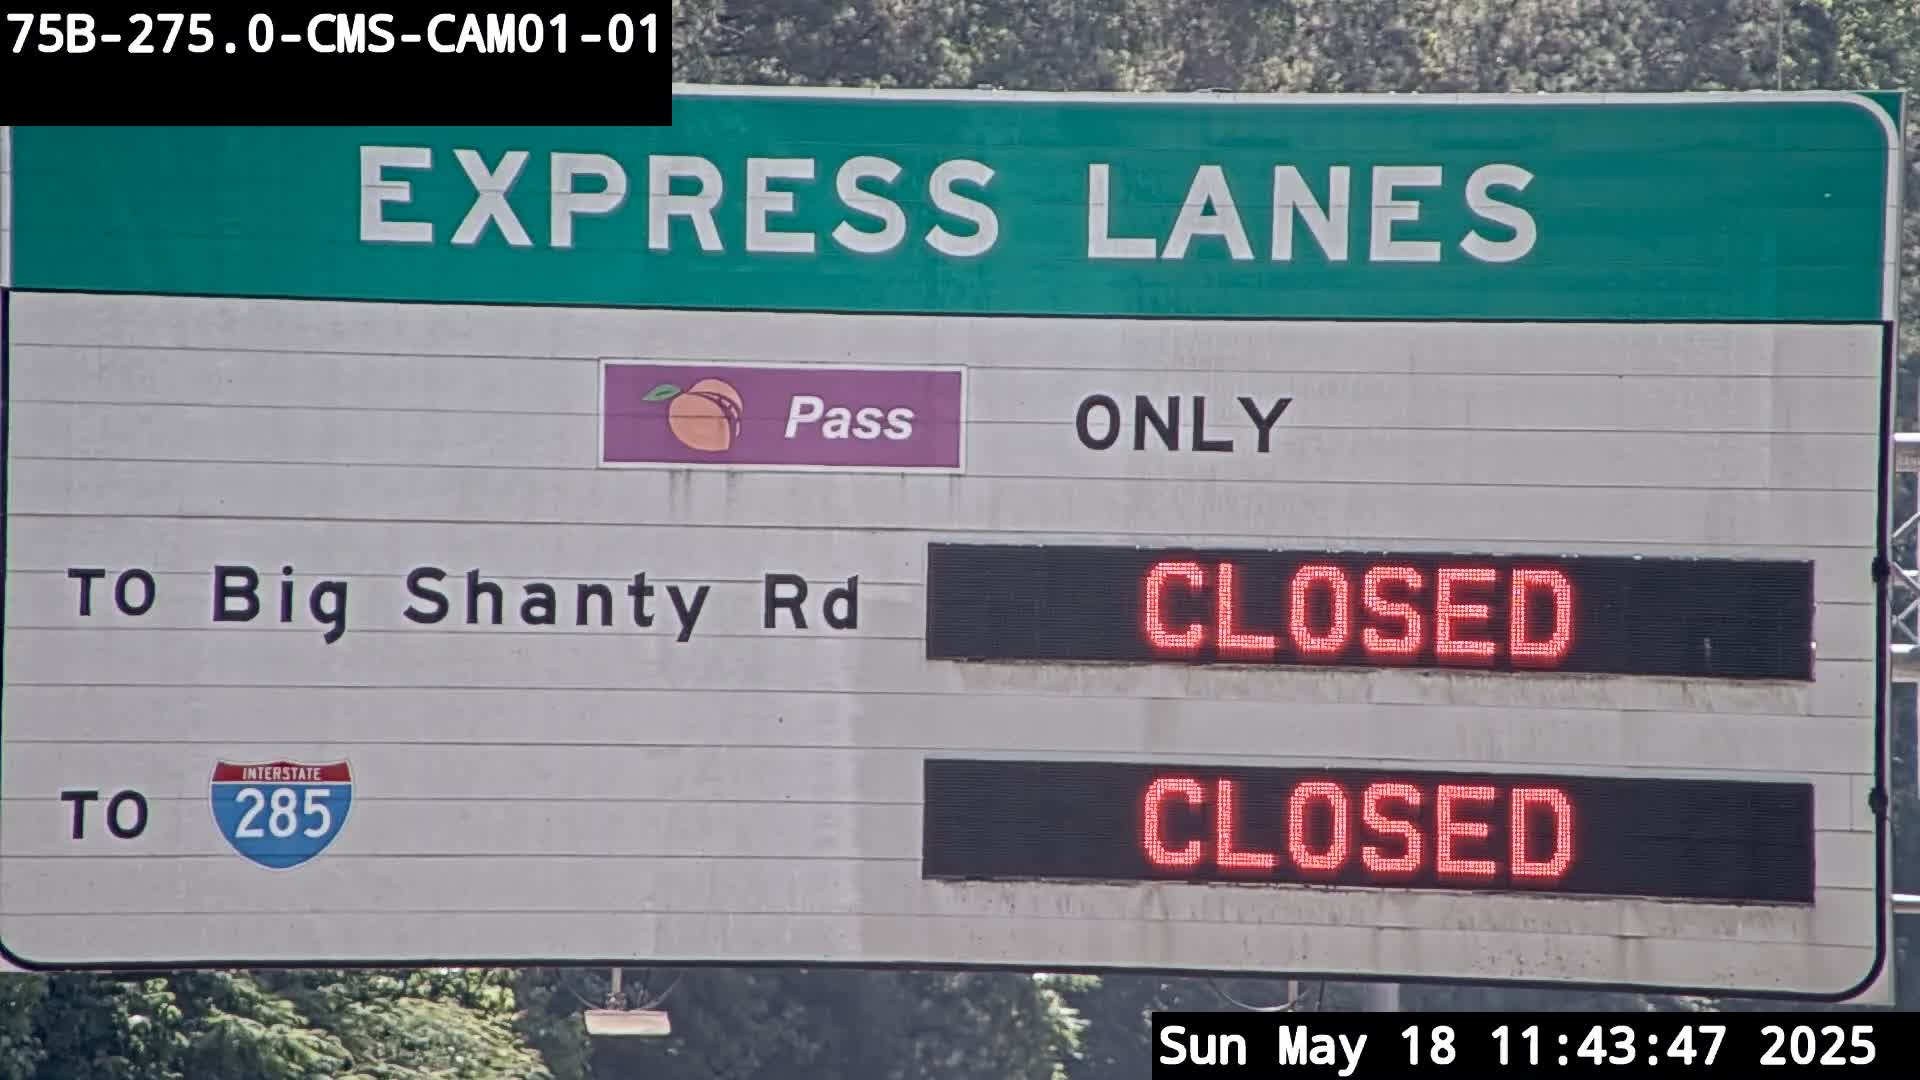 75B-275.0-CMS-CAM01-01
EXPRESS LANES
Pass ONLY
TO Big Shanty Rd CLOSED
TO INTERSTATE 285 CLOSED
Sun May 18 11:43:47 2025